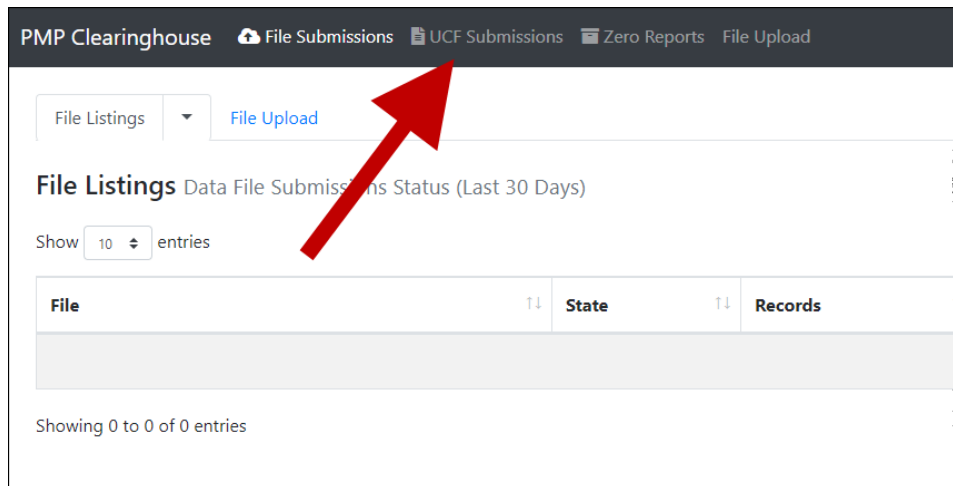 PMP Clearinghouse File Submissions UCF Submissions Zero Reports File Upload
File Listings File Upload
File Listings Data File Submissions Status (Last 30 Days)
Show 10 entries
File State Records
Showing 0 to 0 of 0 entries